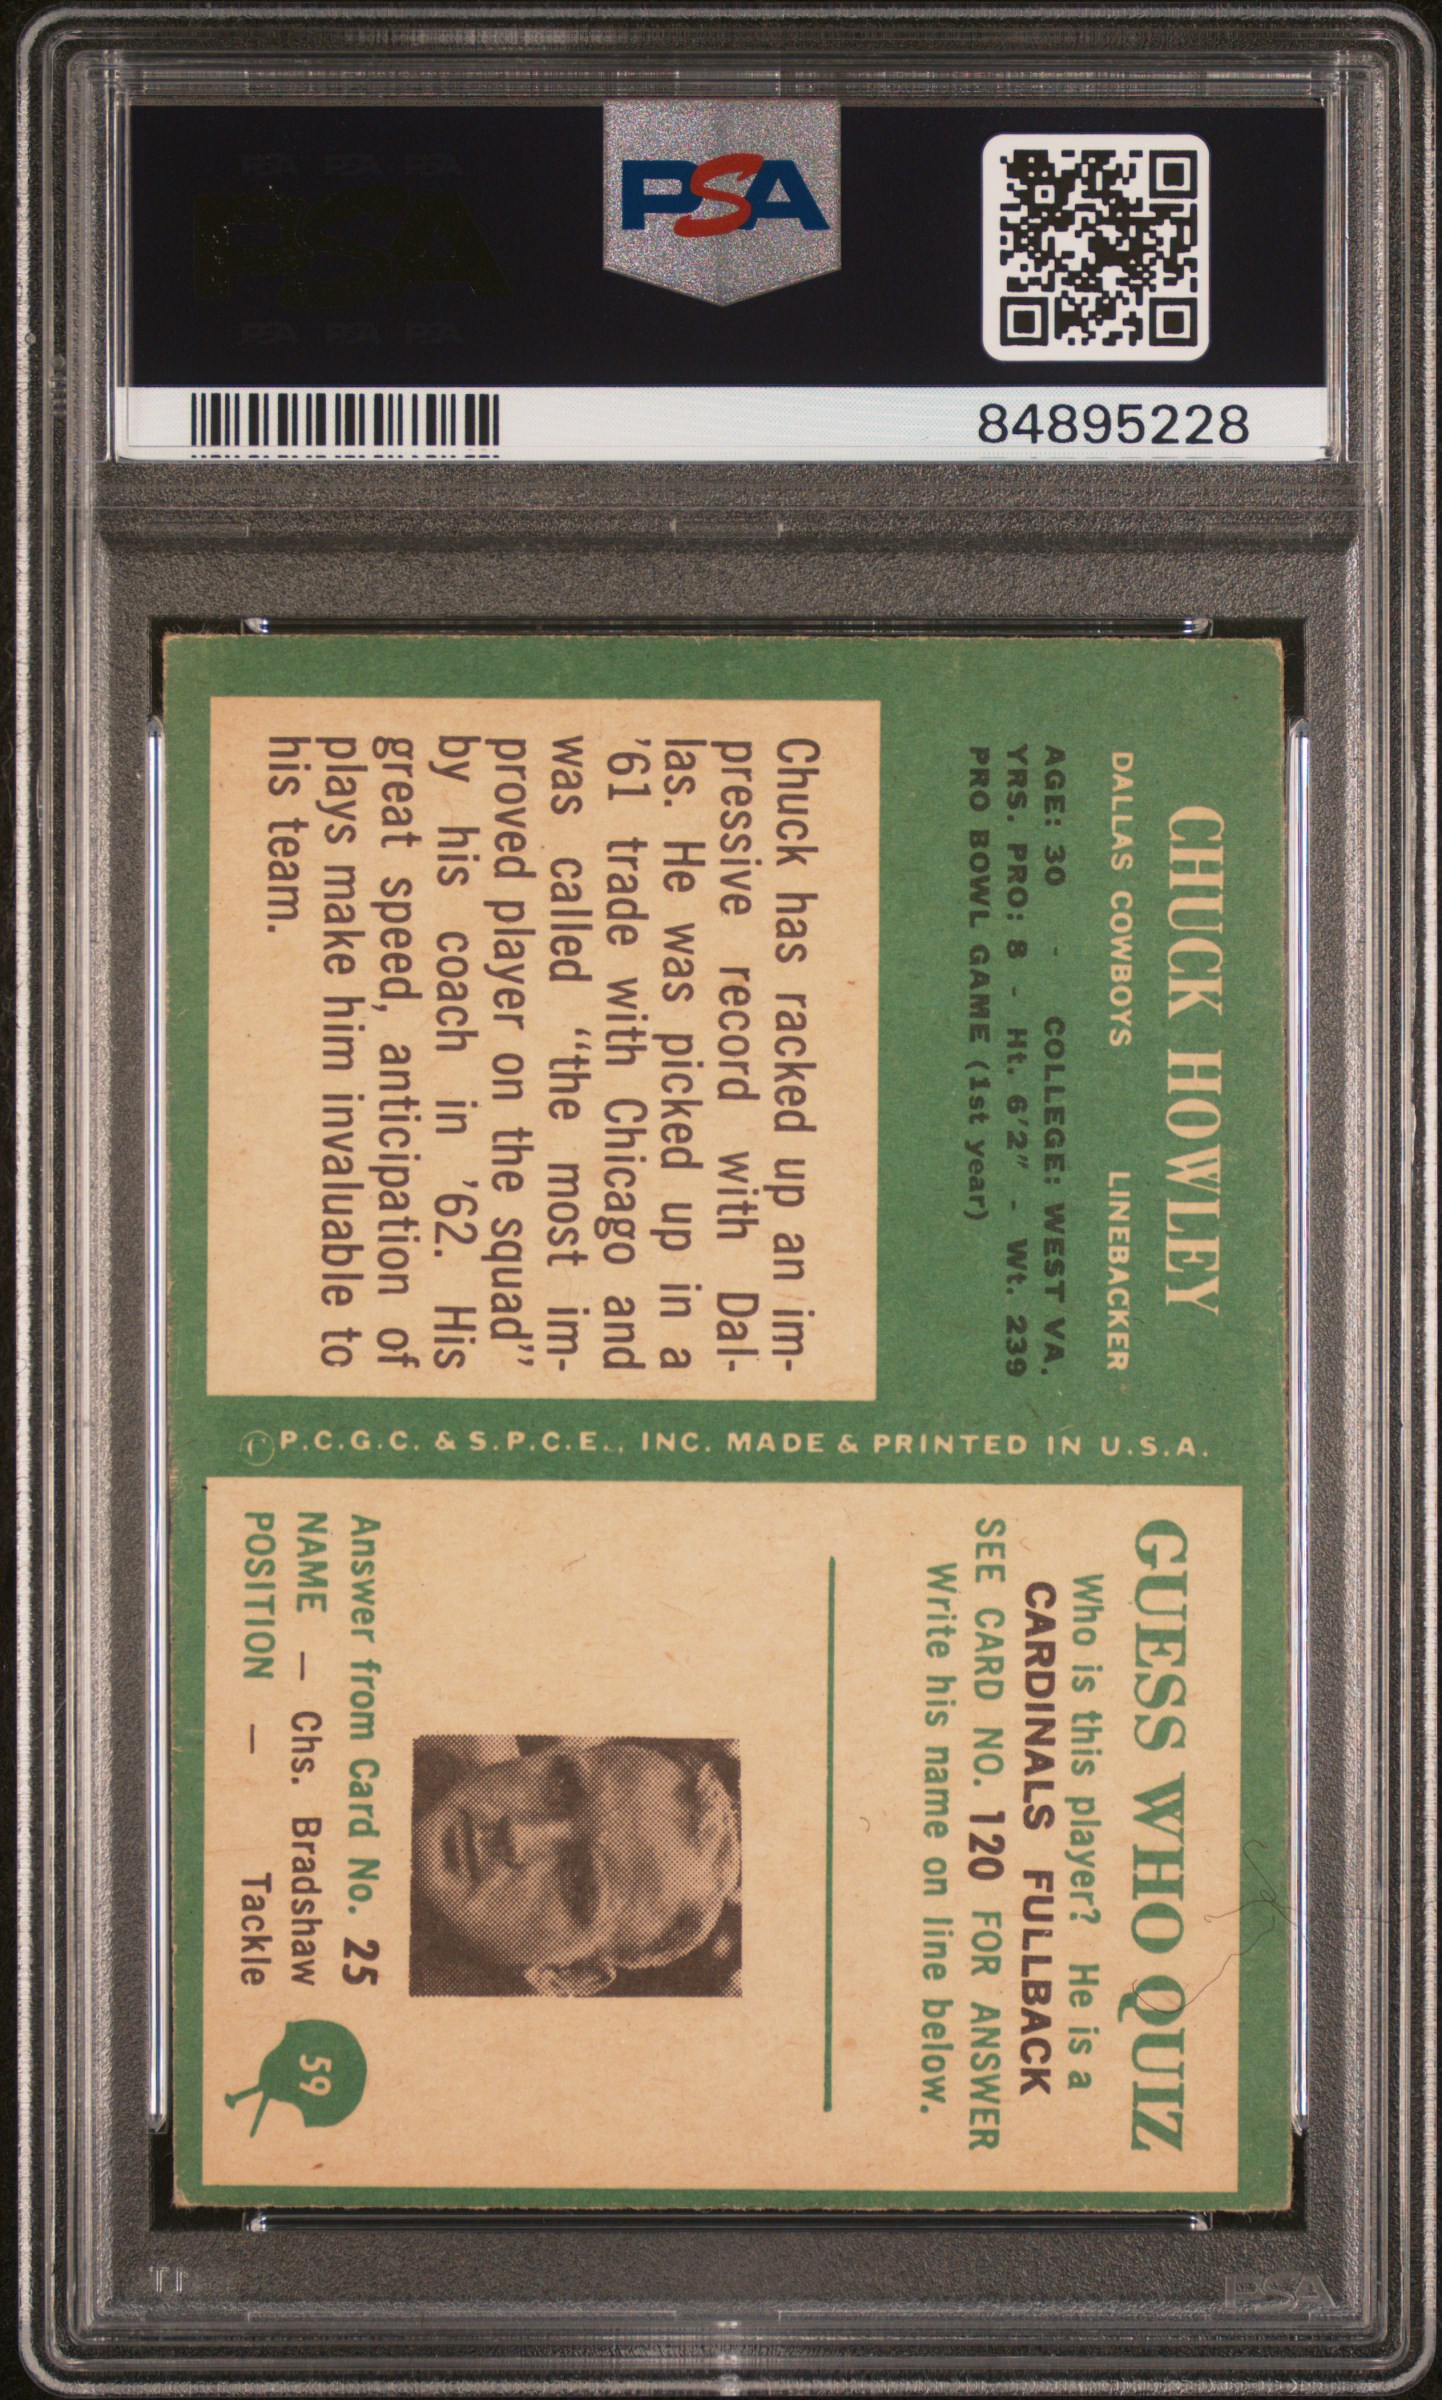 PSA
84895228
CHUCK HOWLEY
DALLAS COWBOYS LINEBACKER
AGE: 30 - COLLEGE: WEST VA.
YRS. PRO: 8 - Ht. 6'2" - Wt. 239
PRO BOWL GAME (1st year)
Chuck has racked up an im-
pressive record with Dal-
las. He was picked up in a
'61 trade with Chicago and
was called "the most im-
proved player on the squad"
by his coach in '62. His
great speed, anticipation of
plays make him invaluable to
his team.
©P.C.G.C. & S.P.C.E., INC. MADE & PRINTED IN U.S.A.
GUESS WHO QUIZ
Who is this player? He is a
CARDINALS FULLBACK
SEE CARD NO. 120 FOR ANSWER
Write his name on line below.
Answer from Card No. 25
NAME — Chs. Bradshaw
POSITION — Tackle
59
PSA